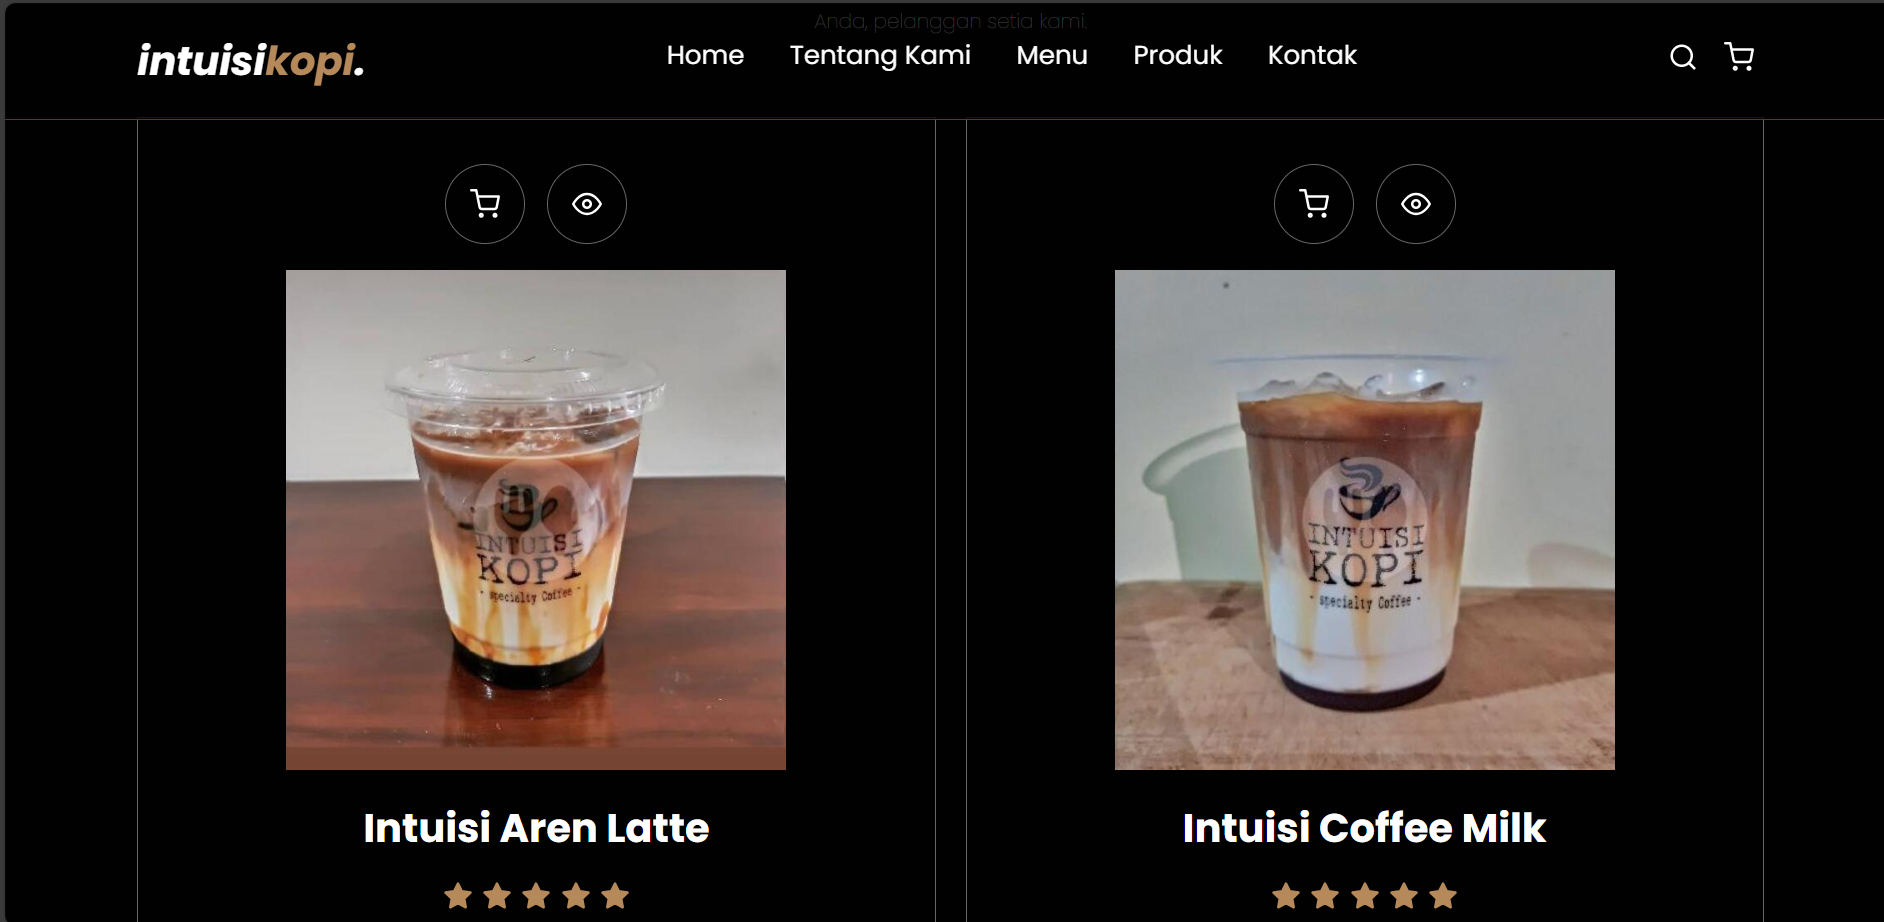 Anda, pelanggan setia kami.
intuisikopi.
Home Tentang Kami Menu Produk Kontak
INTUISI
KOPI
- specialty Coffee -
INTUISI
KOPI
- specialty Coffee -
Intuisi Aren Latte
Intuisi Coffee Milk